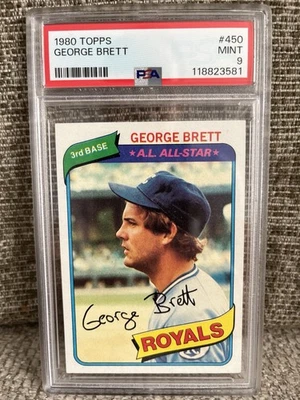 1980 TOPPS #450
GEORGE BRETT MINT
9
PSA 118823581
GEORGE BRETT
3rd BASE ★A.L. ALL-STAR★
George Brett
ROYALS